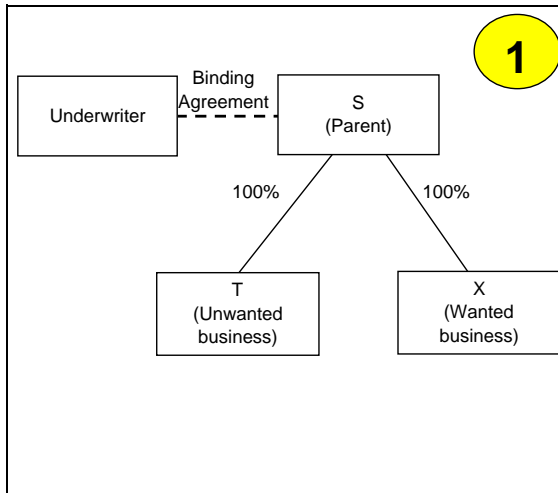 1
Binding
Agreement
Underwriter
S
(Parent)
100%
100%
T
(Unwanted
business)
X
(Wanted
business)